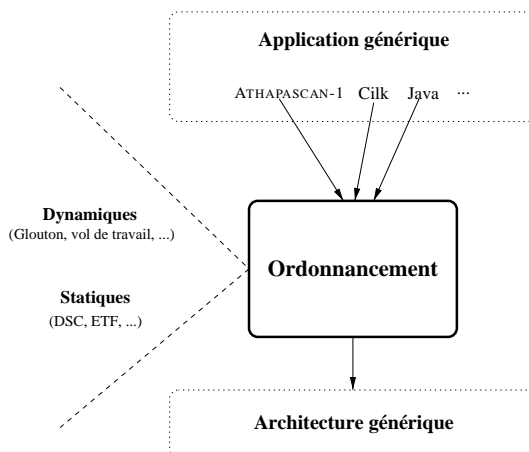 Application générique
ATHAPASCAN-1 Cilk Java ...
Dynamiques
(Glouton, vol de travail, ...)
Ordonnancement
Statiques
(DSC, ETF, ...)
Architecture générique